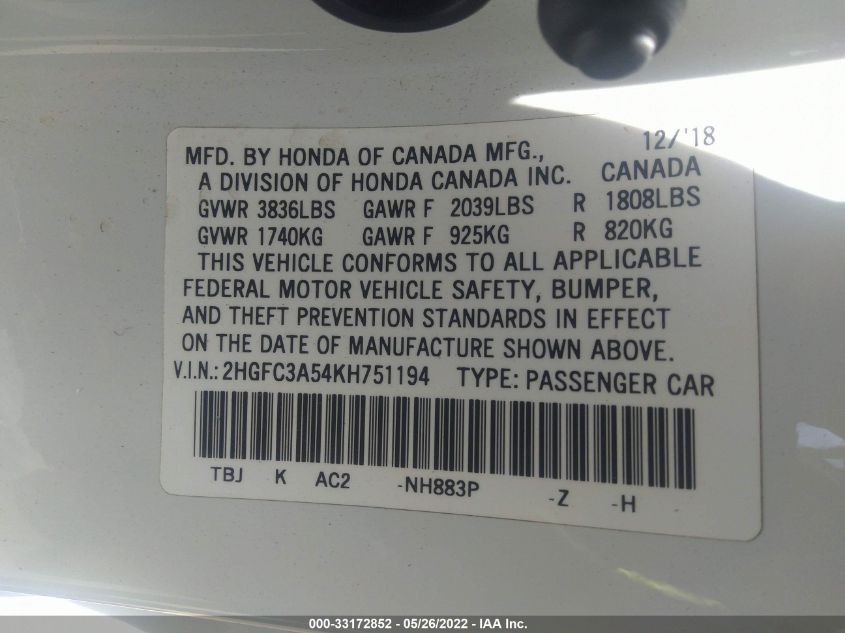 12/'18
MFD. BY HONDA OF CANADA MFG.,
A DIVISION OF HONDA CANADA INC. CANADA
GVWR 3836LBS GAWR F 2039LBS R 1808LBS
GVWR 1740KG GAWR F 925KG R 820KG
THIS VEHICLE CONFORMS TO ALL APPLICABLE
FEDERAL MOTOR VEHICLE SAFETY, BUMPER,
AND THEFT PREVENTION STANDARDS IN EFFECT
ON THE DATE OF MANUFACTURE SHOWN ABOVE.
V.I.N.: 2HGFC3A54KH751194 TYPE: PASSENGER CAR
TBJ K AC2 -NH883P -Z -H
000-33172852 - 05/26/2022 - IAA Inc.